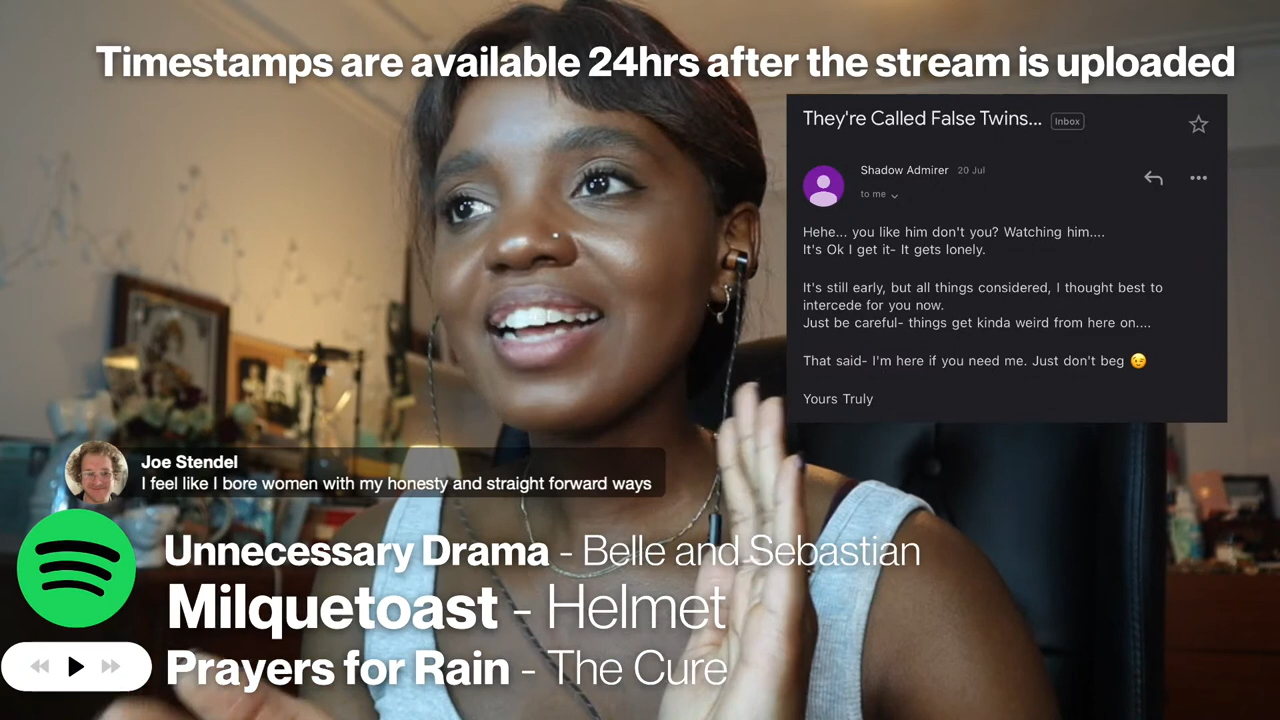 Timestamps are available 24hrs after the stream is uploaded
They're Called False Twins... Inbox
Shadow Admirer 20 Jul
to me
Hehe... you like him don't you? Watching him....
It's Ok I get it- It gets lonely.
It's still early, but all things considered, I thought best to
intercede for you now.
Just be careful- things get kinda weird from here on....
That said- I'm here if you need me. Just don't beg 😉
Yours Truly
Joe Stendel
I feel like I bore women with my honesty and straight forward ways
Unnecessary Drama - Belle and Sebastian
Milquetoast - Helmet
Prayers for Rain - The Cure